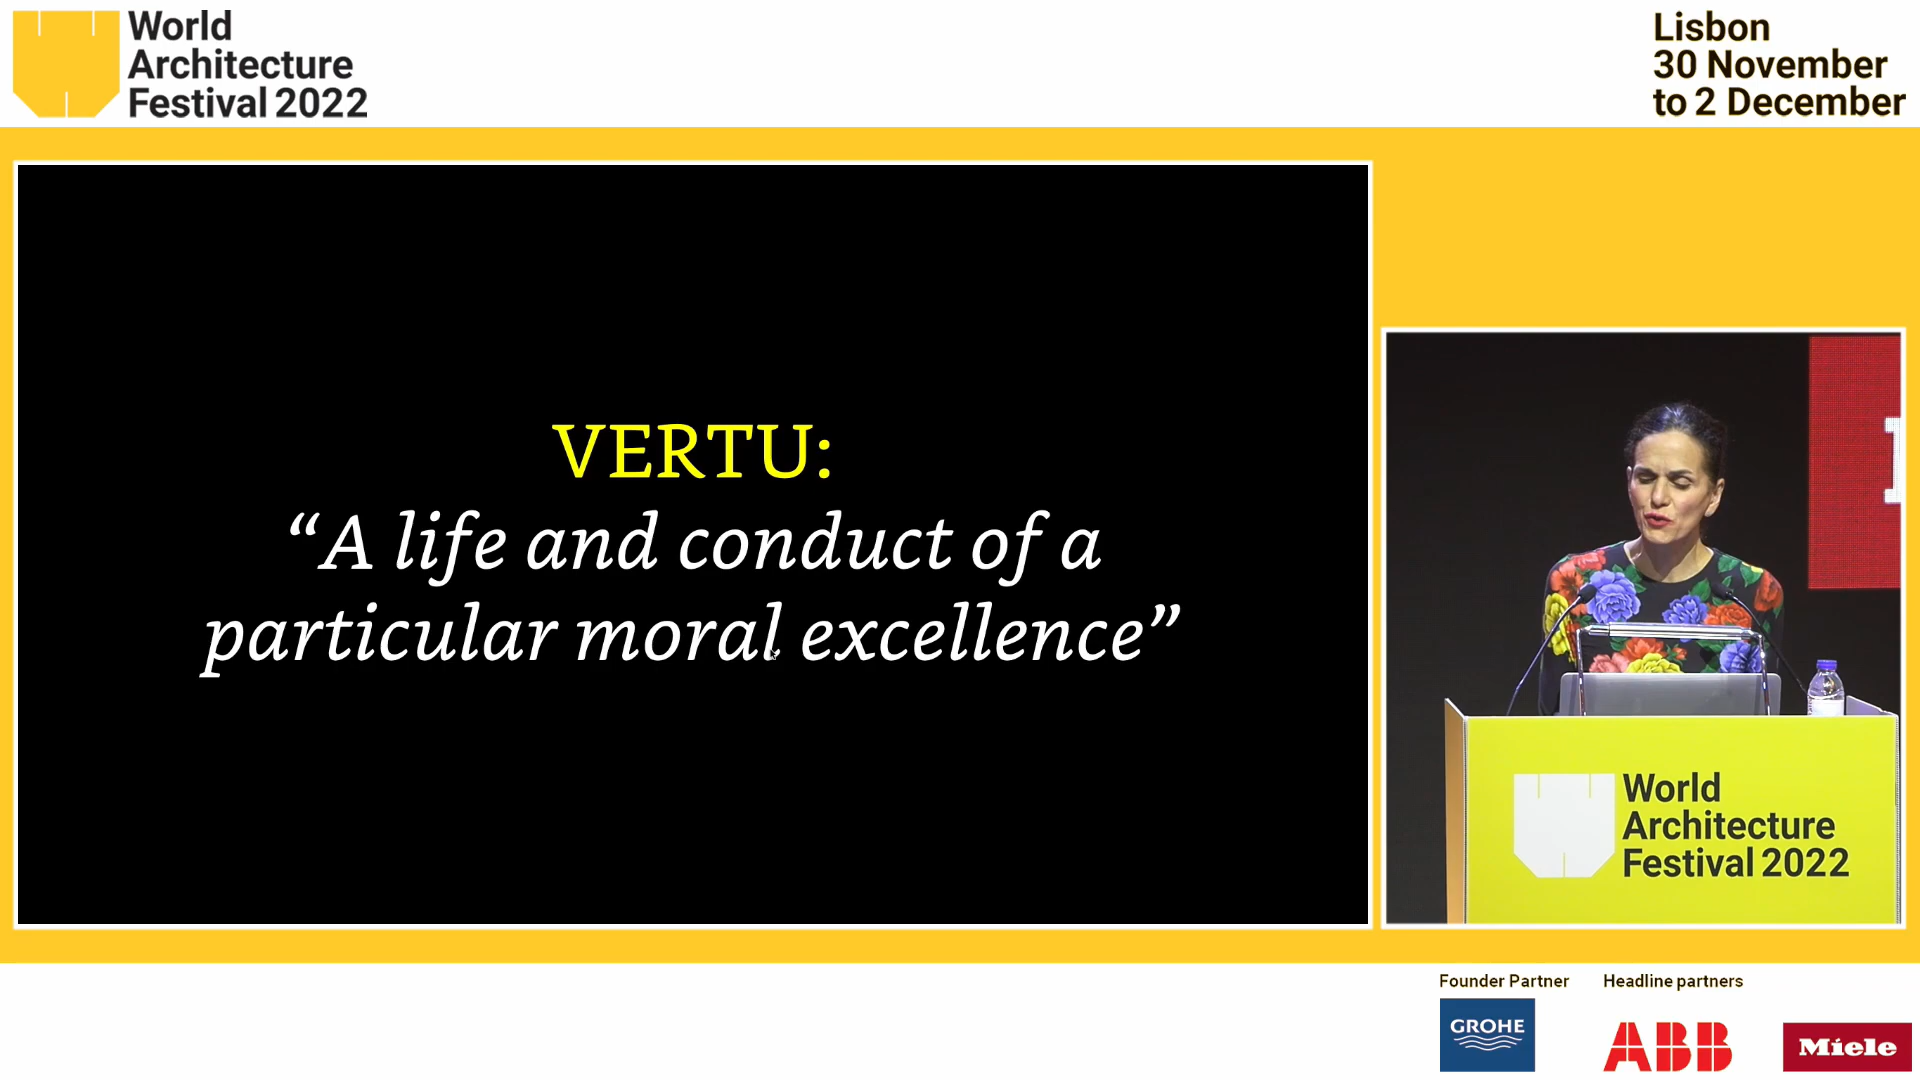 World
Architecture
Festival 2022
Lisbon
30 November
to 2 December
VERTU:
“A life and conduct of a
particular moral excellence”
World
Architecture
Festival 2022
Founder Partner
Headline partners
GROHE
ABB
Miele